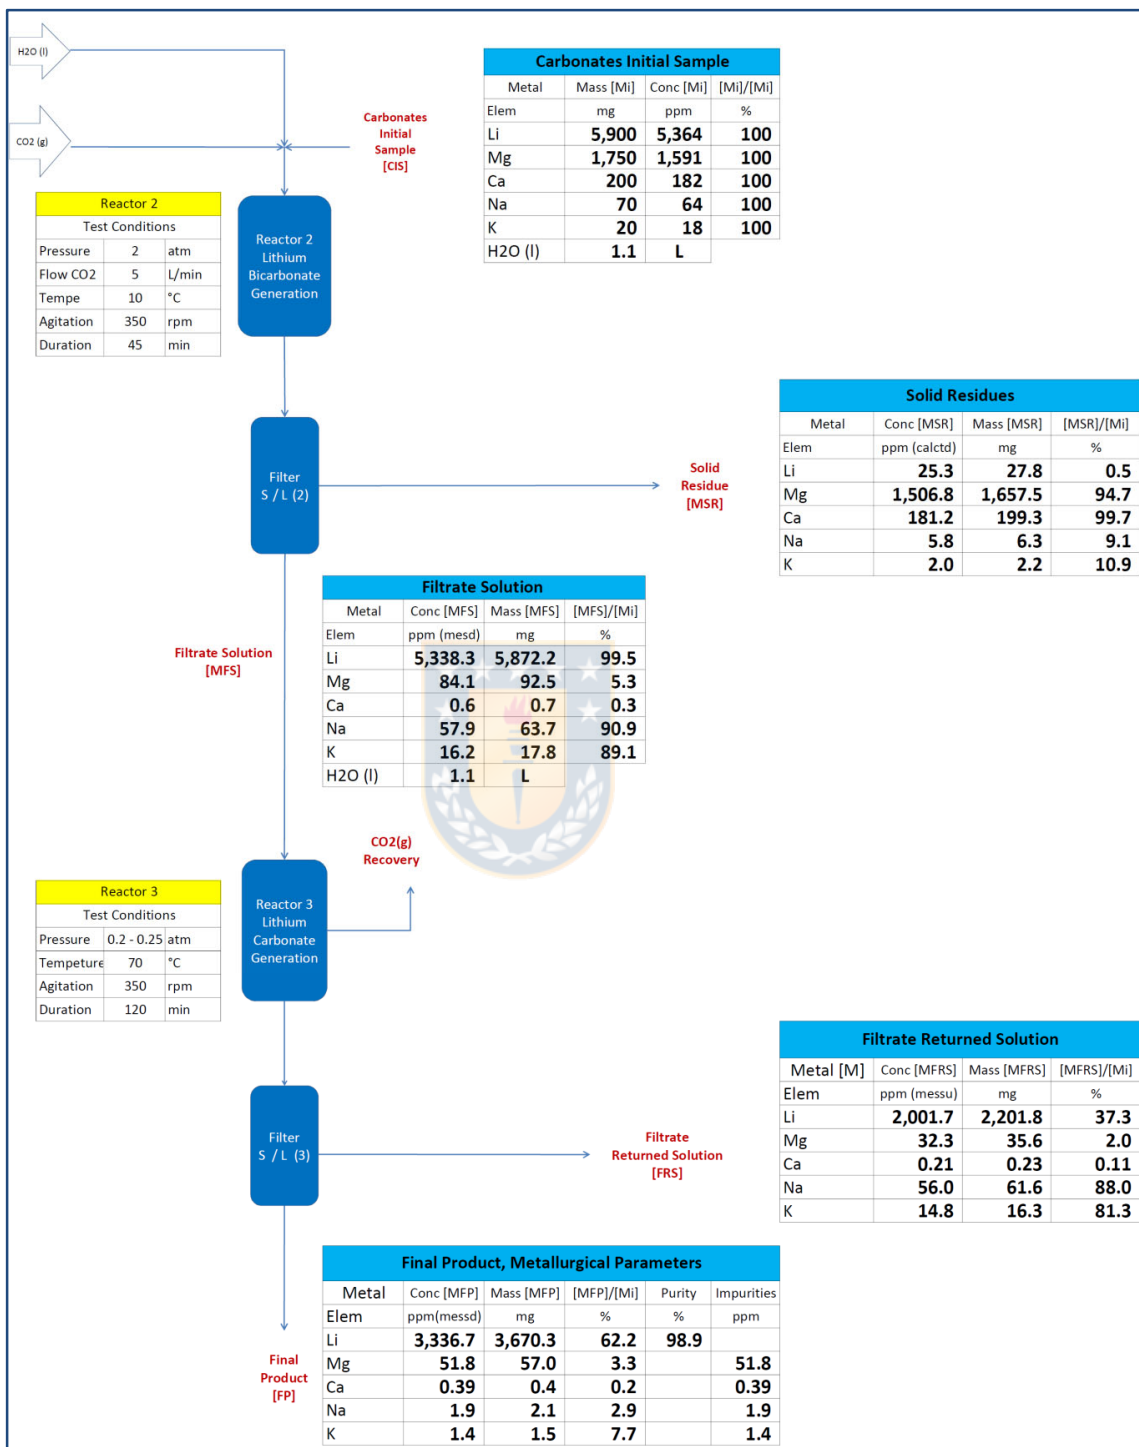 H2O (l)
CO2 (g)
Carbonates
Initial
Sample
[CIS]
Carbonates Initial Sample
Metal Mass [Mi] Conc [Mi] [Mi]/[Mi]
Elem mg ppm %
Li 5,900 5,364 100
Mg 1,750 1,591 100
Ca 200 182 100
Na 70 64 100
K 20 18 100
H2O (l) 1.1 L
Reactor 2
Test Conditions
Pressure 2 atm
Flow CO2 5 L/min
Tempe 10 °C
Agitation 350 rpm
Duration 45 min
Reactor 2
Lithium
Bicarbonate
Generation
Filter
S / L (2)
Solid
Residue
[MSR]
Solid Residues
Metal Conc [MSR] Mass [MSR] [MSR]/[Mi]
Elem ppm (calctd) mg %
Li 25.3 27.8 0.5
Mg 1,506.8 1,657.5 94.7
Ca 181.2 199.3 99.7
Na 5.8 6.3 9.1
K 2.0 2.2 10.9
Filtrate Solution
[MFS]
Filtrate Solution
Metal Conc [MFS] Mass [MFS] [MFS]/[Mi]
Elem ppm (mesd) mg %
Li 5,338.3 5,872.2 99.5
Mg 84.1 92.5 5.3
Ca 0.6 0.7 0.3
Na 57.9 63.7 90.9
K 16.2 17.8 89.1
H2O (l) 1.1 L
CO2(g)
Recovery
Reactor 3
Test Conditions
Pressure 0.2 - 0.25 atm
Tempeture 70 °C
Agitation 350 rpm
Duration 120 min
Reactor 3
Lithium
Carbonate
Generation
Filter
S / L (3)
Filtrate
Returned Solution
[FRS]
Filtrate Returned Solution
Metal [M] Conc [MFRS] Mass [MFRS] [MFRS]/[Mi]
Elem ppm (messu) mg %
Li 2,001.7 2,201.8 37.3
Mg 32.3 35.6 2.0
Ca 0.21 0.23 0.11
Na 56.0 61.6 88.0
K 14.8 16.3 81.3
Final
Product
[FP]
Final Product, Metallurgical Parameters
Metal Conc [MFP] Mass [MFP] [MFP]/[Mi] Purity Impurities
Elem ppm(messd) mg % % ppm
Li 3,336.7 3,670.3 62.2 98.9
Mg 51.8 57.0 3.3 51.8
Ca 0.39 0.4 0.2 0.39
Na 1.9 2.1 2.9 1.9
K 1.4 1.5 7.7 1.4